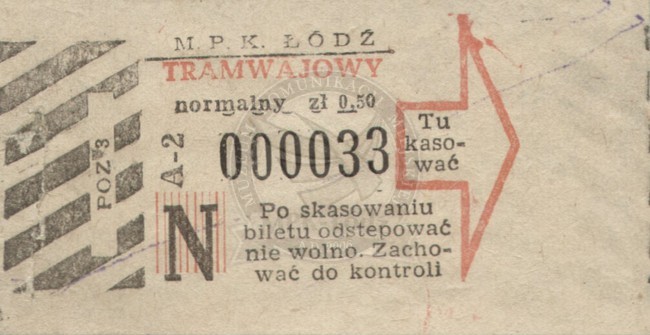 M. P. K. ŁÓDŹ
TRAMWAJOWY
normalny zł 0,50
A-2
000033
Tu
kaso-
wać
POZ 3
N
Po skasowaniu
biletu odstępować
nie wolno. Zacho-
wać do kontroli